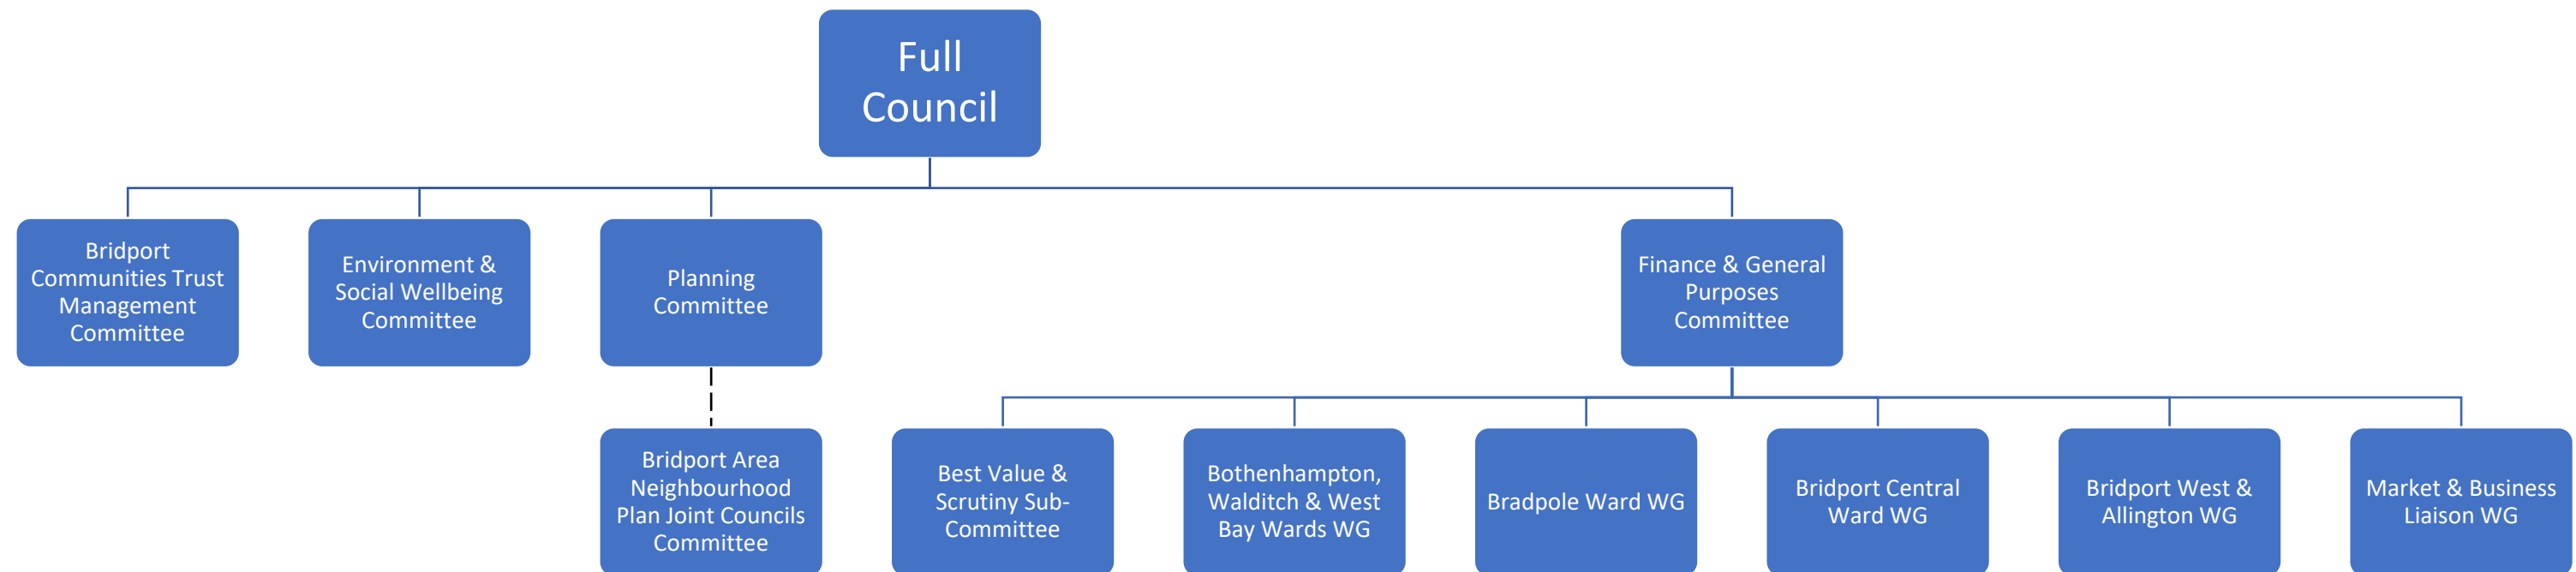 Full
Council
Bridport
Communities Trust
Management
Committee
Environment &
Social Wellbeing
Committee
Planning
Committee
Finance & General
Purposes
Committee
Bridport Area
Neighbourhood
Plan Joint Councils
Committee
Best Value &
Scrutiny Sub-
Committee
Bothenhampton,
Walditch & West
Bay Wards WG
Bradpole Ward WG
Bridport Central
Ward WG
Bridport West &
Allington WG
Market & Business
Liaison WG